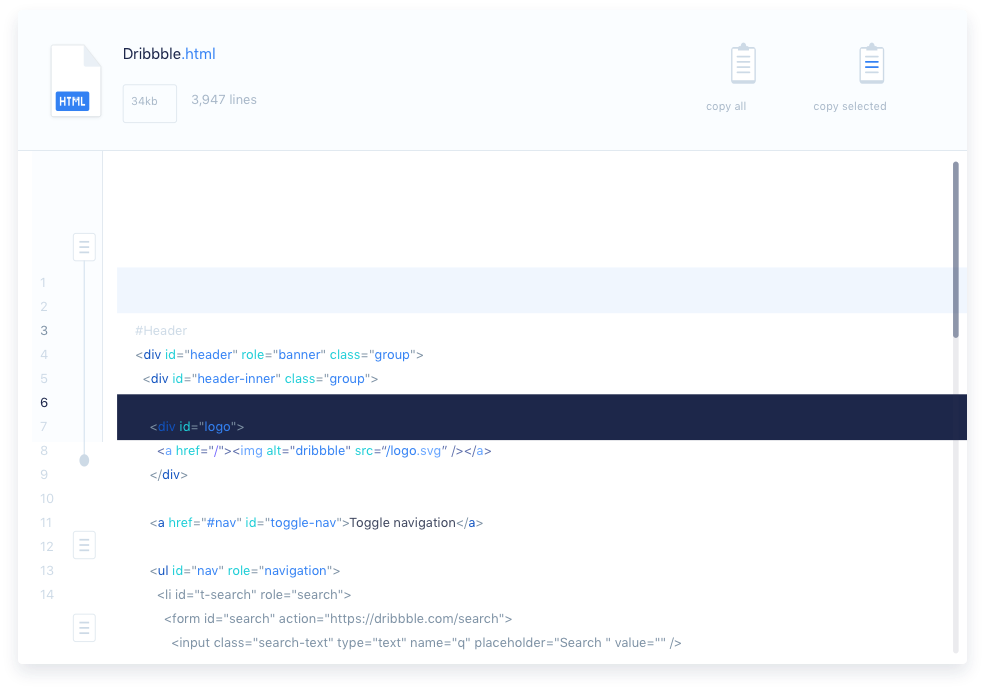 Dribbble.html
HTML
34kb
3,947 lines
copy all
copy selected
1
2
3
#Header
4
<div id="header" role="banner" class="group">
5
<div id="header-inner" class="group">
6
7
<div id="logo">
8
<a href="/"><img alt="dribbble" src=“/logo.svg” /></a>
9
</div>
10
11
<a href="#nav" id="toggle-nav">Toggle navigation</a>
12
13
<ul id="nav" role="navigation">
14
<li id="t-search" role="search">
<form id="search" action="https://dribbble.com/search">
<input class="search-text" type="text" name="q" placeholder="Search " value="" />